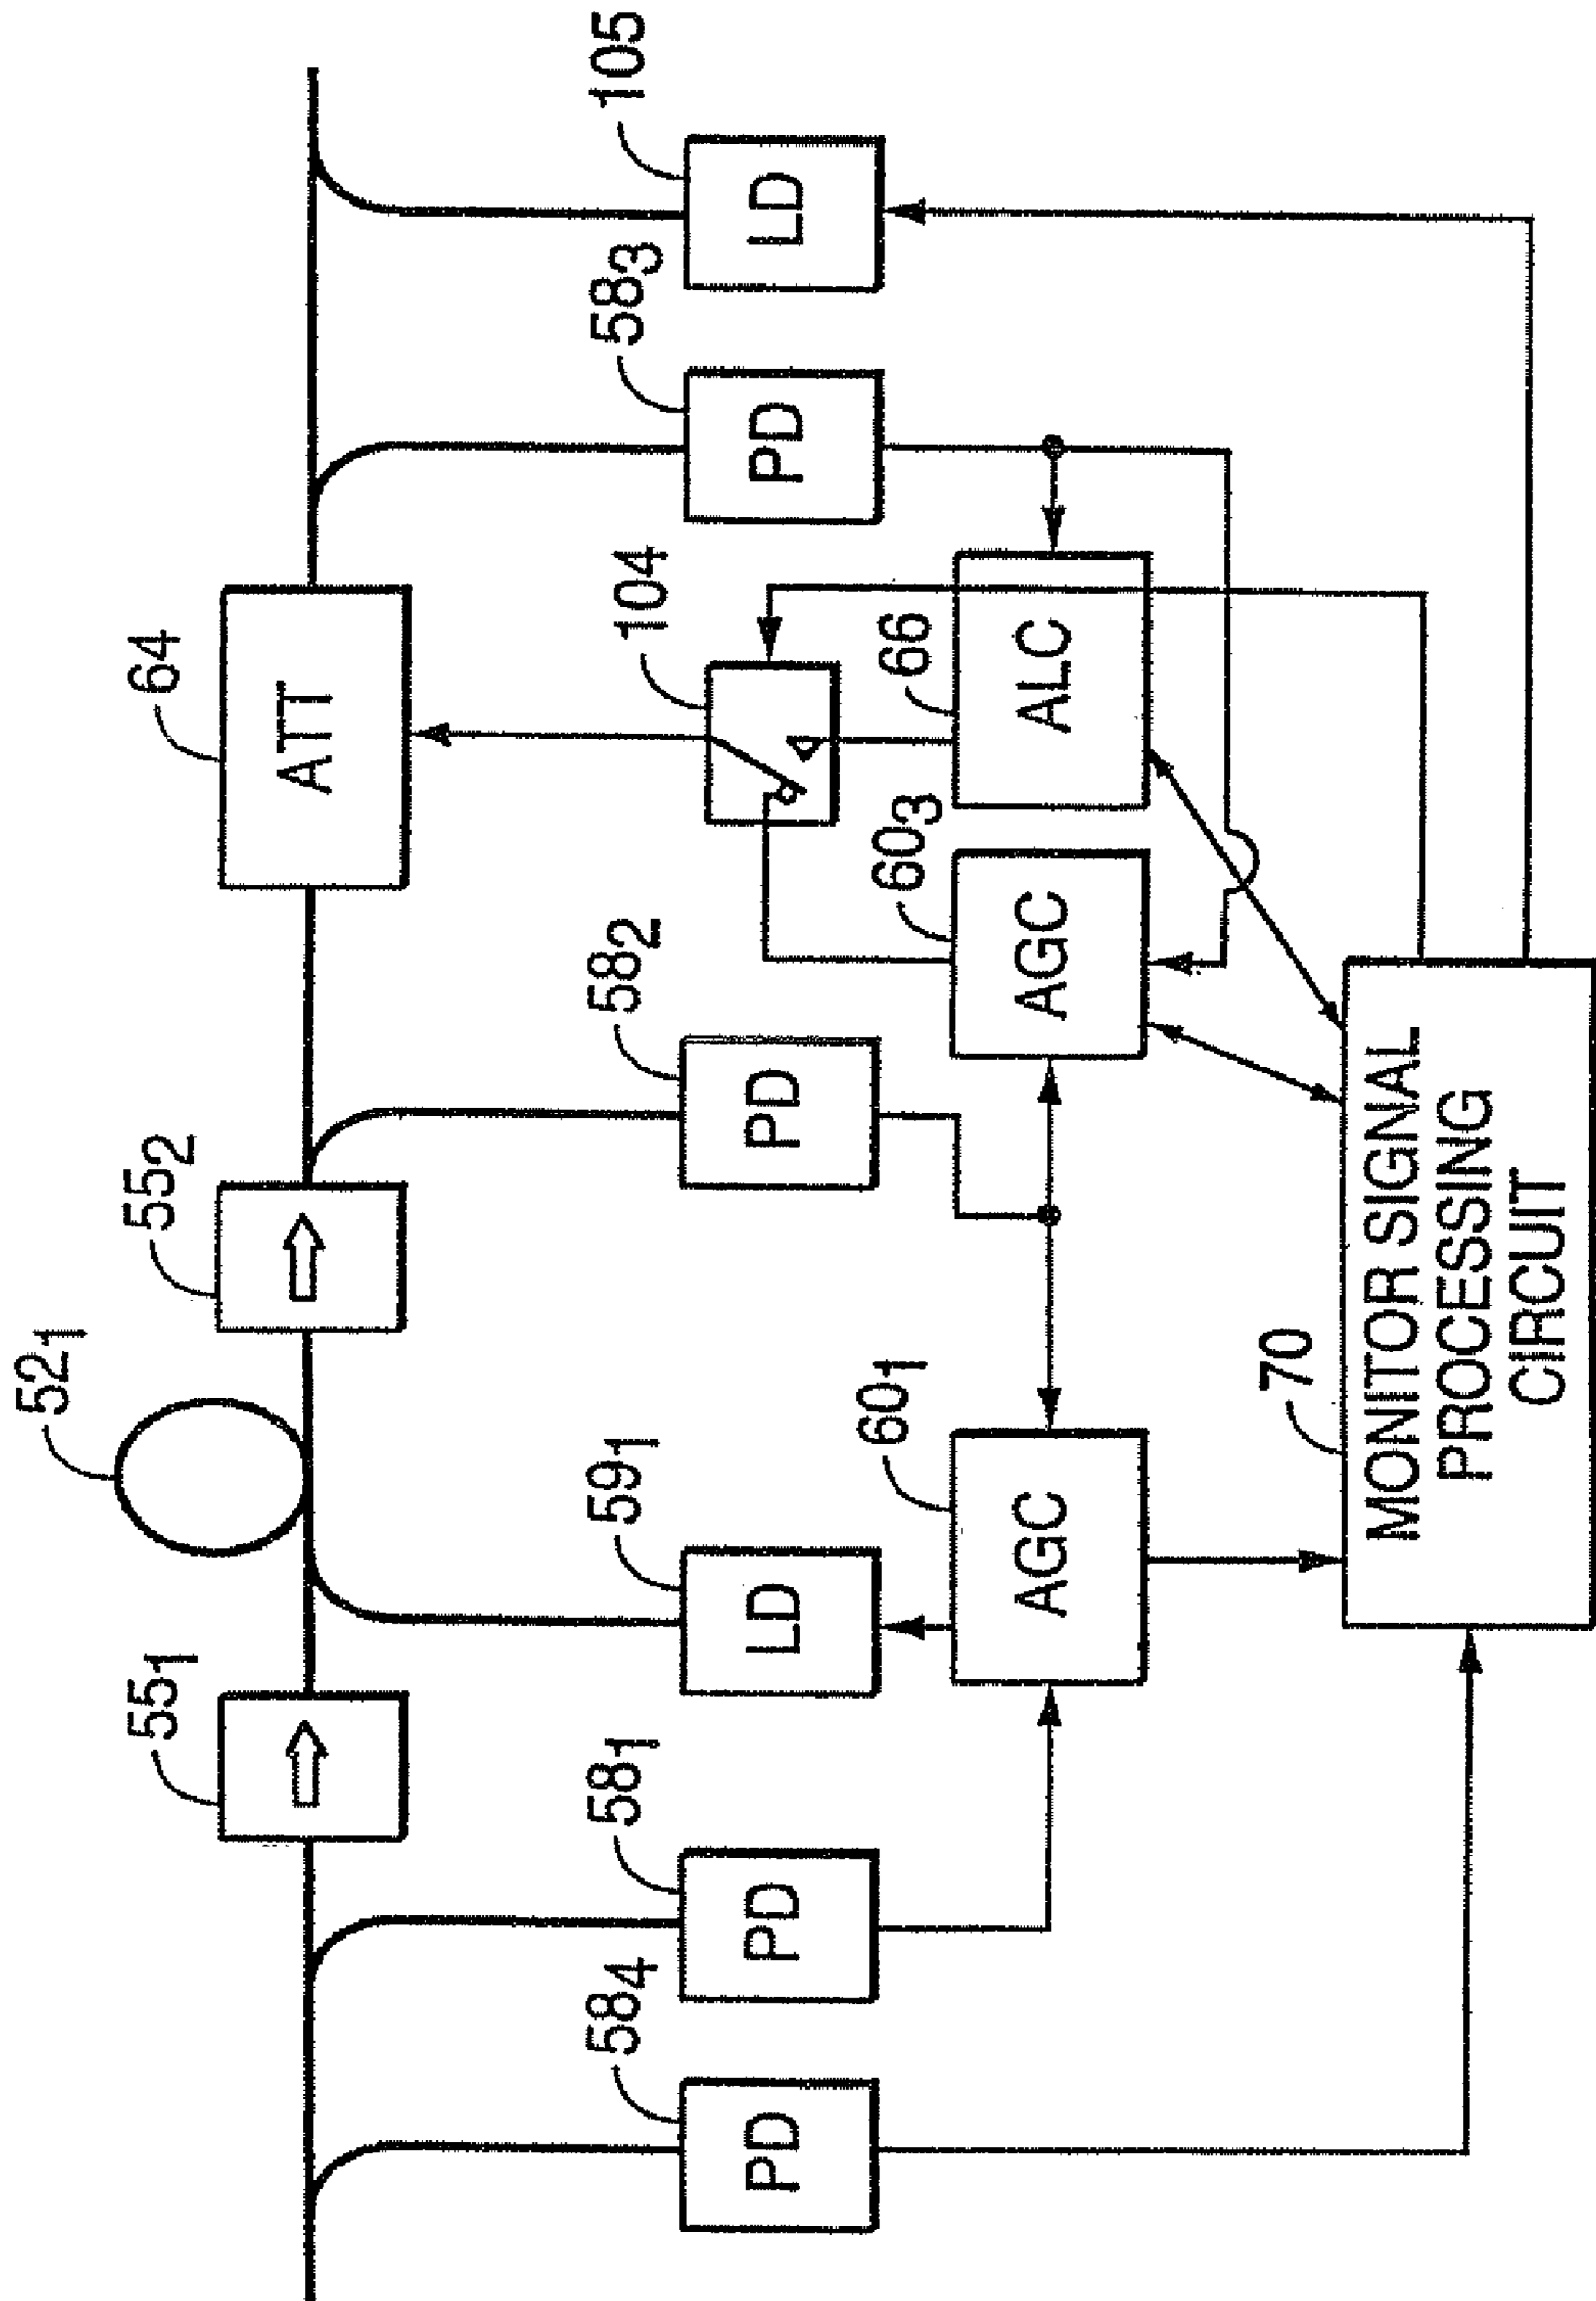 52₁
55₁
55₂
64
ATT
58₄
58₁
59₁
58₂
104
58₃
105
PD
PD
LD
PD
PD
LD
60₁
60₃
66
AGC
AGC
ALC
70
MONITOR SIGNAL
PROCESSING
CIRCUIT